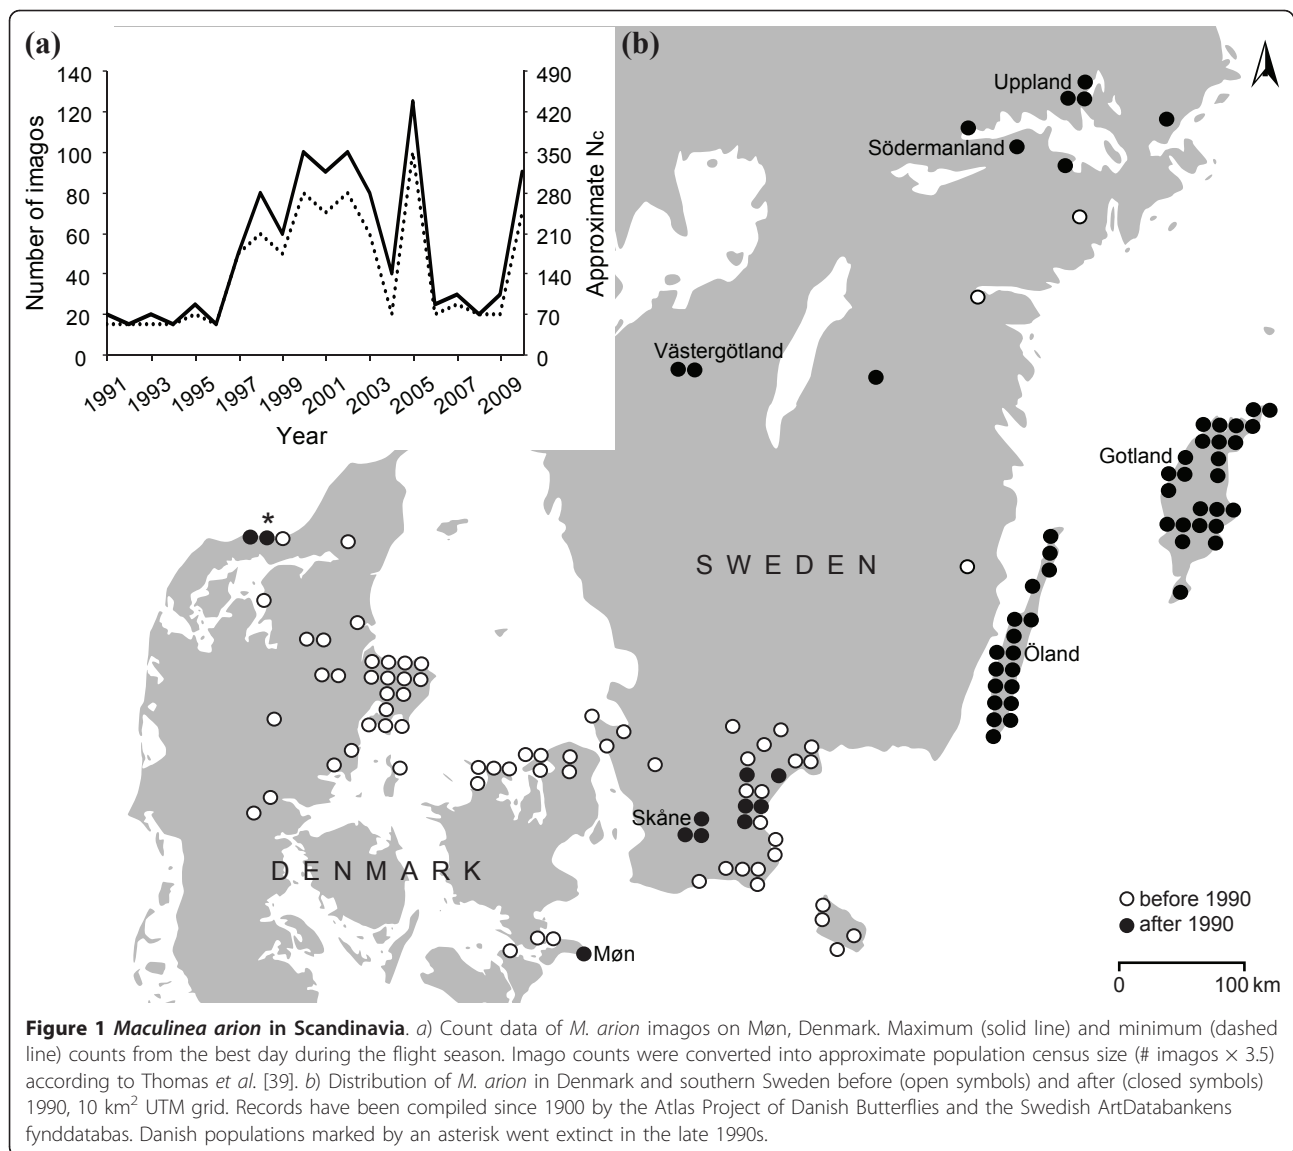 (a)
(b)
140
120
100
80
60
40
20
0
Number of imagos
490
420
350
280
210
140
70
0
Approximate Nc
1991
1993
1995
1997
1999
2001
2003
2005
2007
2009
Year
Uppland
Södermanland
Västergötland
Gotland
*
SWEDEN
Öland
Skåne
DENMARK
Møn
before 1990
after 1990
0 100 km
Figure 1 Maculinea arion in Scandinavia. a) Count data of M. arion imagos on Møn, Denmark. Maximum (solid line) and minimum (dashed
line) counts from the best day during the flight season. Imago counts were converted into approximate population census size (# imagos × 3.5)
according to Thomas et al. [39]. b) Distribution of M. arion in Denmark and southern Sweden before (open symbols) and after (closed symbols)
1990, 10 km² UTM grid. Records have been compiled since 1900 by the Atlas Project of Danish Butterflies and the Swedish ArtDatabankens
fynddatabas. Danish populations marked by an asterisk went extinct in the late 1990s.